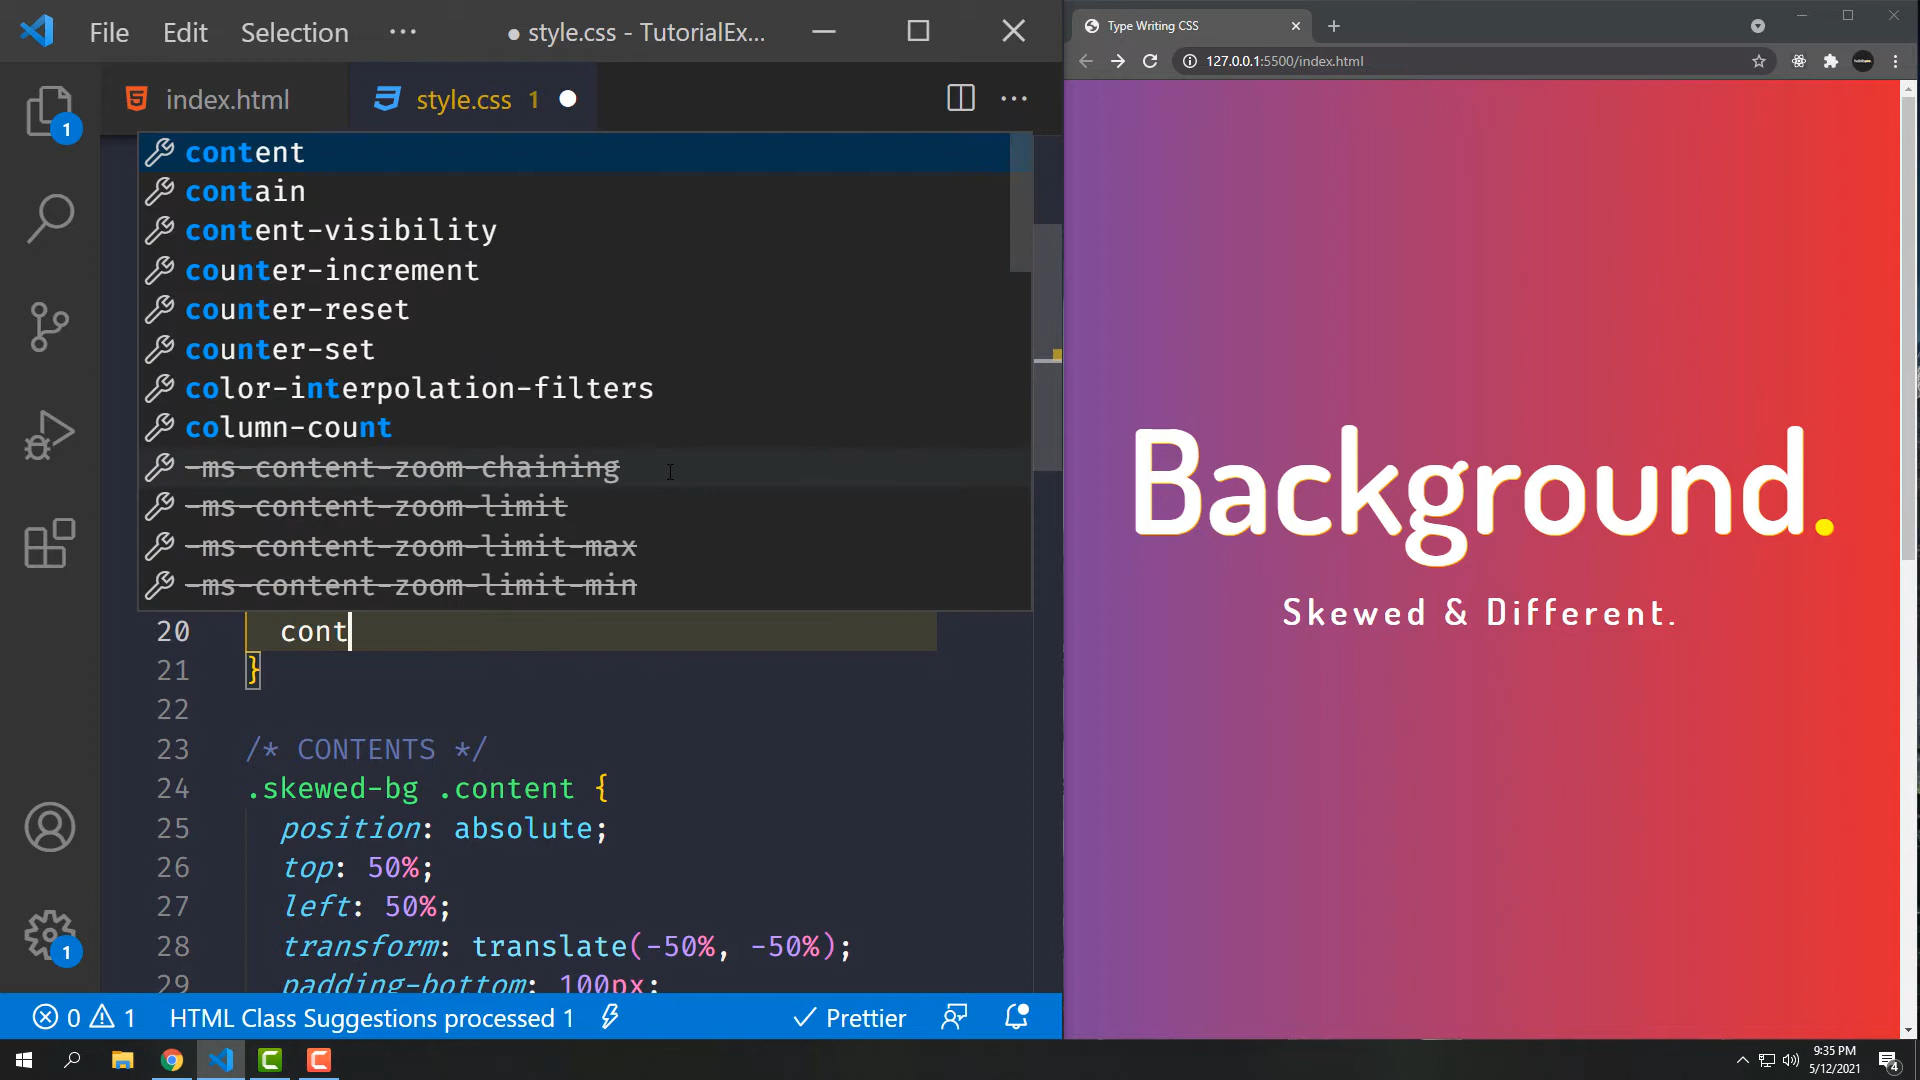 File Edit Selection ··· ● style.css - TutorialEx...
index.html style.css 1
content
contain
content-visibility
counter-increment
counter-reset
counter-set
color-interpolation-filters
column-count
-ms-content-zoom-chaining
-ms-content-zoom-limit
-ms-content-zoom-limit-max
-ms-content-zoom-limit-min
20 cont
21 }
22
23 /* CONTENTS */
24 .skewed-bg .content {
25 position: absolute;
26 top: 50%;
27 left: 50%;
28 transform: translate(-50%, -50%);
29 padding-bottom: 100px;
1
1
0 1 HTML Class Suggestions processed 1 Prettier
Type Writing CSS
127.0.0.1:5500/index.html
Background.
Skewed & Different.
9:35 PM
5/12/2021
4